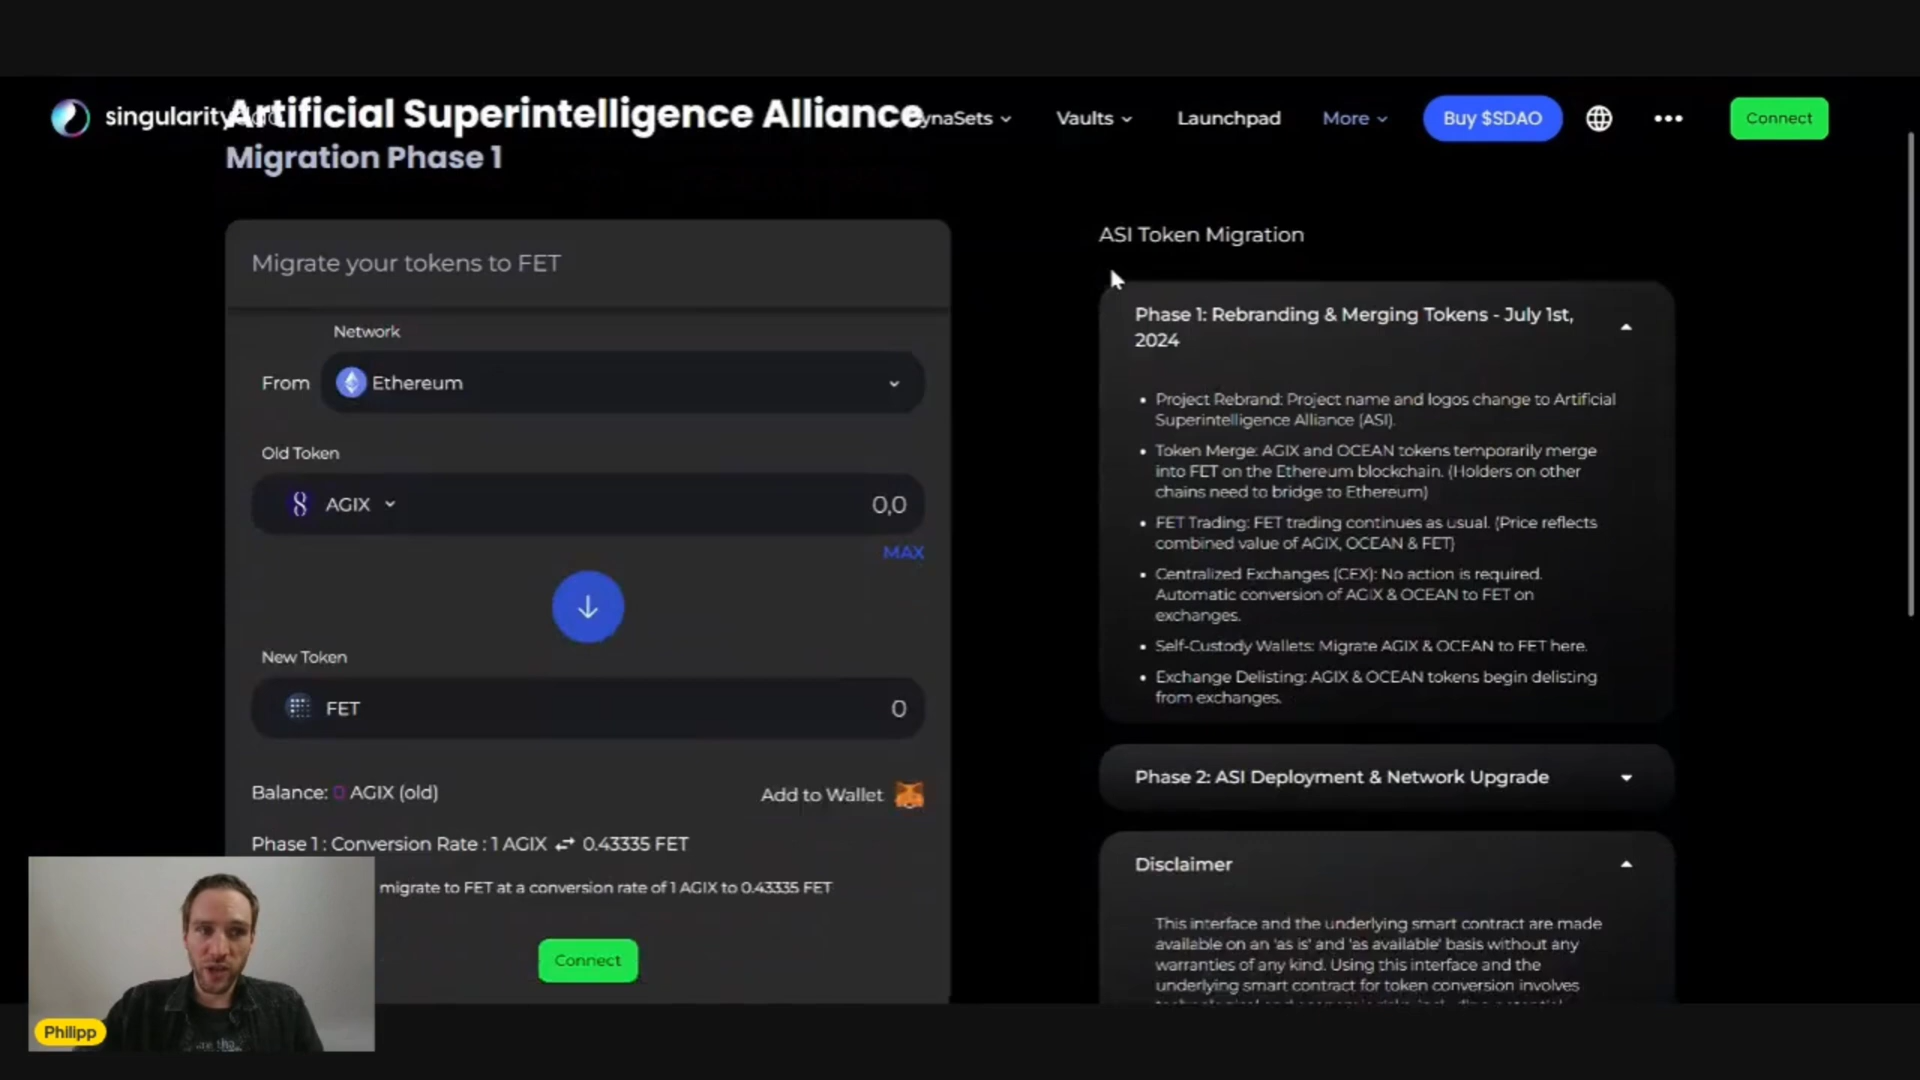 singularity
Artificial Superintelligence Alliance
DynaSets
Vaults
Launchpad
More
Buy $SDAO
Connect
Migration Phase 1
Migrate your tokens to FET
Network
From
Ethereum
Old Token
AGIX
0,0
MAX
New Token
FET
0
Balance: 0 AGIX (old)
Add to Wallet
Phase 1 : Conversion Rate : 1 AGIX ⇄ 0.43335 FET
migrate to FET at a conversion rate of 1 AGIX to 0.43335 FET
Connect
Philipp
ASI Token Migration
Phase 1: Rebranding & Merging Tokens - July 1st,
2024
• Project Rebrand: Project name and logos change to Artificial
Superintelligence Alliance (ASI).
• Token Merge: AGIX and OCEAN tokens temporarily merge
into FET on the Ethereum blockchain. (Holders on other
chains need to bridge to Ethereum)
• FET Trading: FET trading continues as usual. (Price reflects
combined value of AGIX, OCEAN & FET)
• Centralized Exchanges (CEX): No action is required.
Automatic conversion of AGIX & OCEAN to FET on
exchanges.
• Self-Custody Wallets: Migrate AGIX & OCEAN to FET here.
• Exchange Delisting: AGIX & OCEAN tokens begin delisting
from exchanges.
Phase 2: ASI Deployment & Network Upgrade
Disclaimer
This interface and the underlying smart contract are made
available on an 'as is' and 'as available' basis without any
warranties of any kind. Using this interface and the
underlying smart contract for token conversion involves